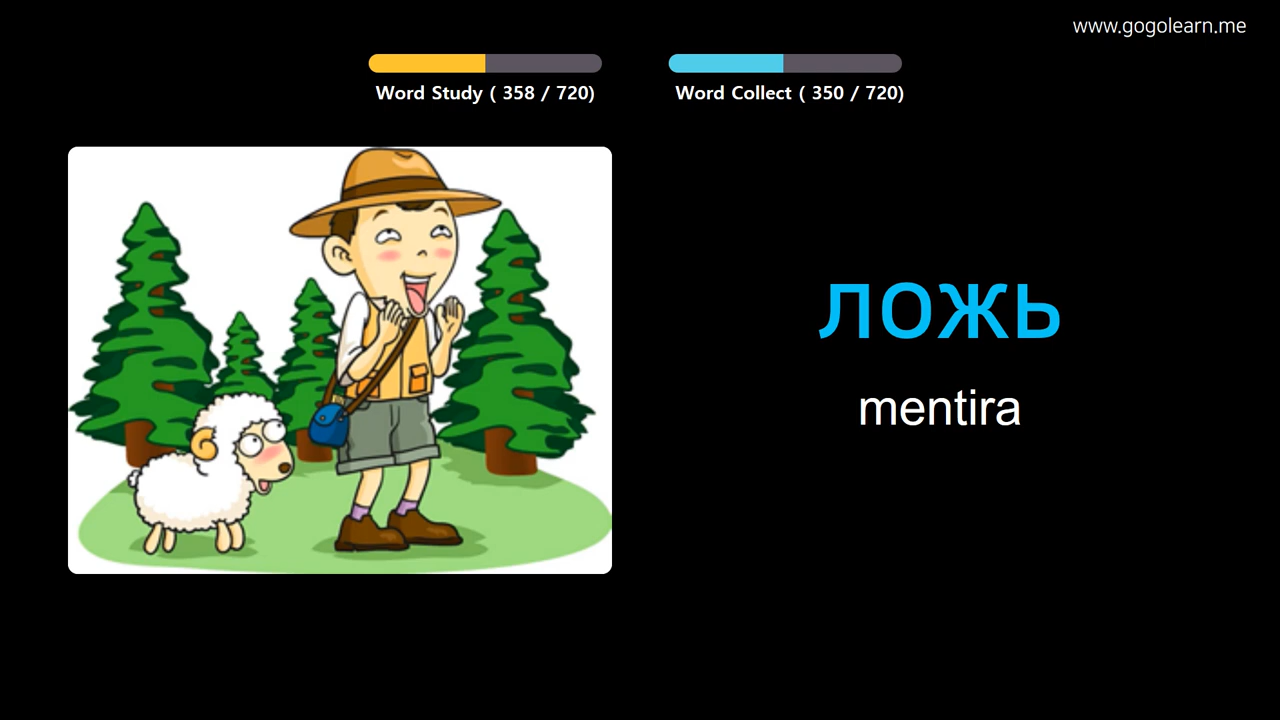 www.gogolearn.me
Word Study ( 358 / 720)
Word Collect ( 350 / 720)
ложь
mentira